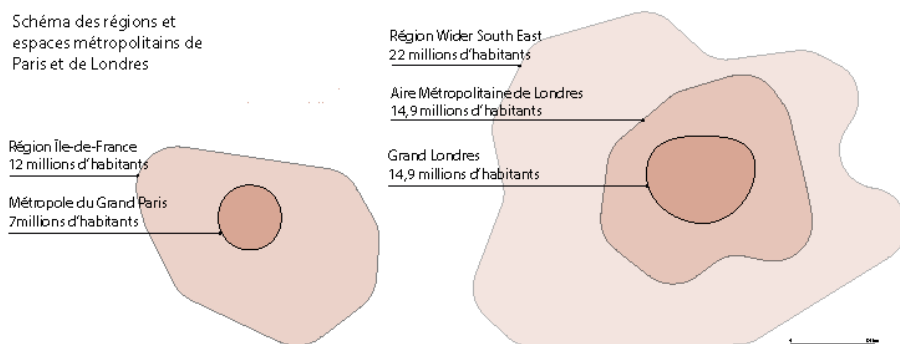 Schéma des régions et
espaces métropolitains de
Paris et de Londres
Région Île-de-France
12 millions d'habitants
Métropole du Grand Paris
7millions d'habitants
Région Wider South East
22 millions d'habitants
Aire Métropolitaine de Londres
14,9 millions d'habitants
Grand Londres
14,9 millions d'habitants